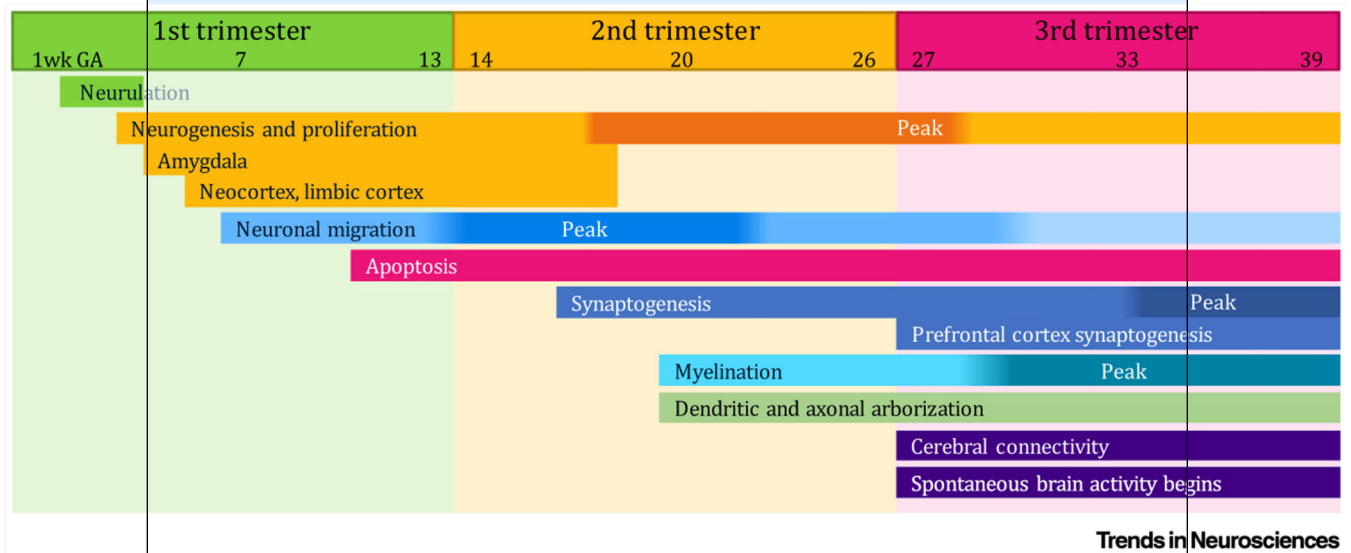 1st trimester 2nd trimester 3rd trimester
1wk GA 7 13 14 20 26 27 33 39
Neurulation
Neurogenesis and proliferation Peak
Amygdala
Neocortex, limbic cortex
Neuronal migration Peak
Apoptosis
Synaptogenesis Peak
Prefrontal cortex synaptogenesis
Myelination Peak
Dendritic and axonal arborization
Cerebral connectivity
Spontaneous brain activity begins
Trends in Neurosciences